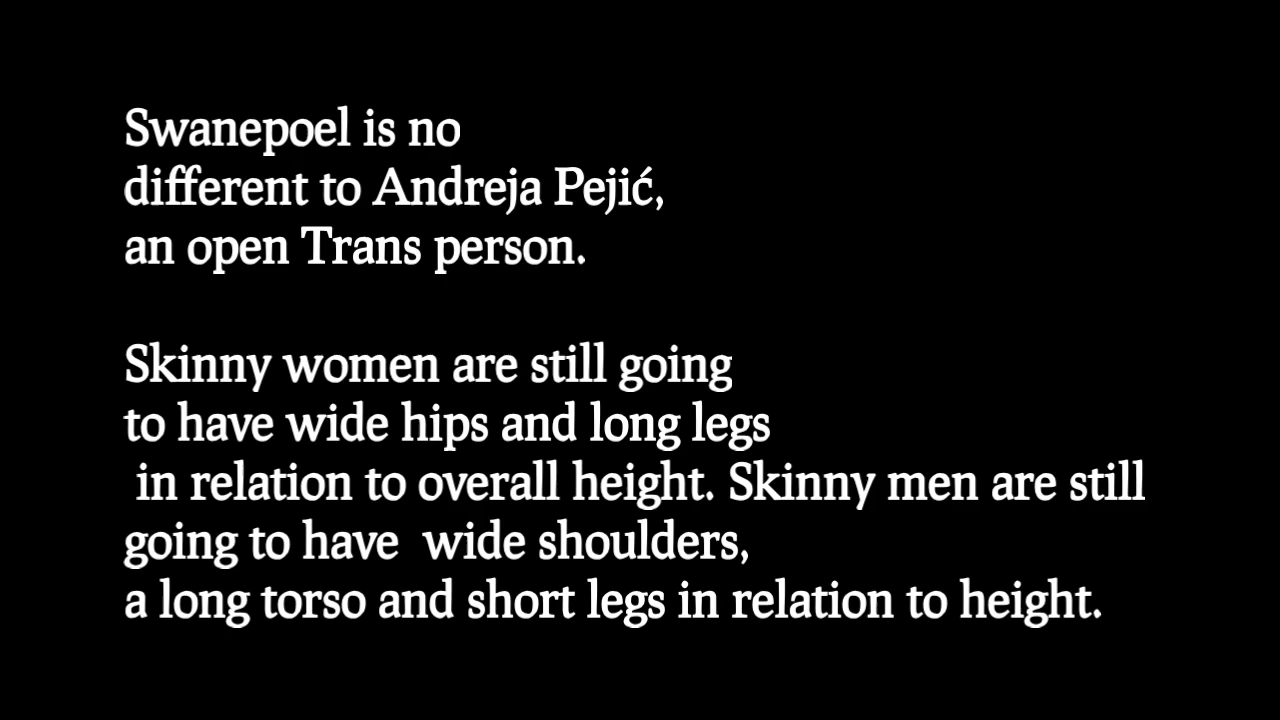 Swanepoel is no
different to Andreja Pejić,
an open Trans person.
Skinny women are still going
to have wide hips and long legs
in relation to overall height. Skinny men are still
going to have  wide shoulders,
a long torso and short legs in relation to height.